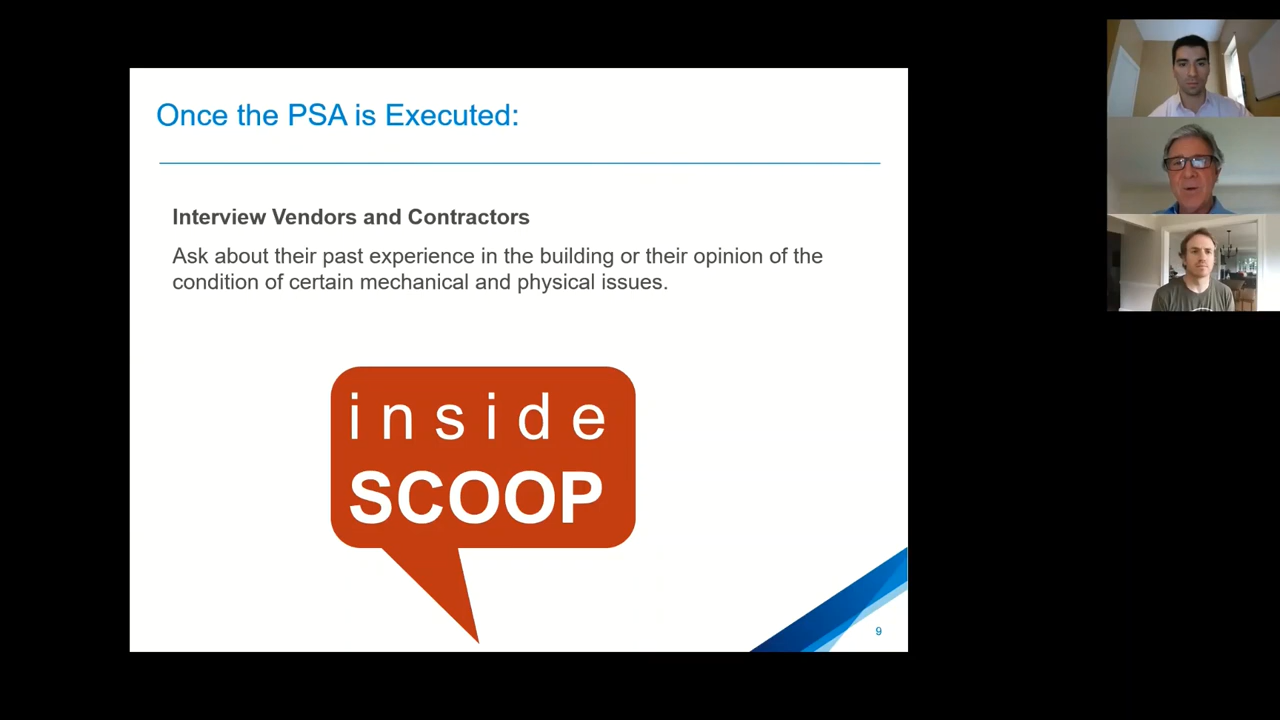 Once the PSA is Executed:
Interview Vendors and Contractors
Ask about their past experience in the building or their opinion of the
condition of certain mechanical and physical issues.
inside
SCOOP
9